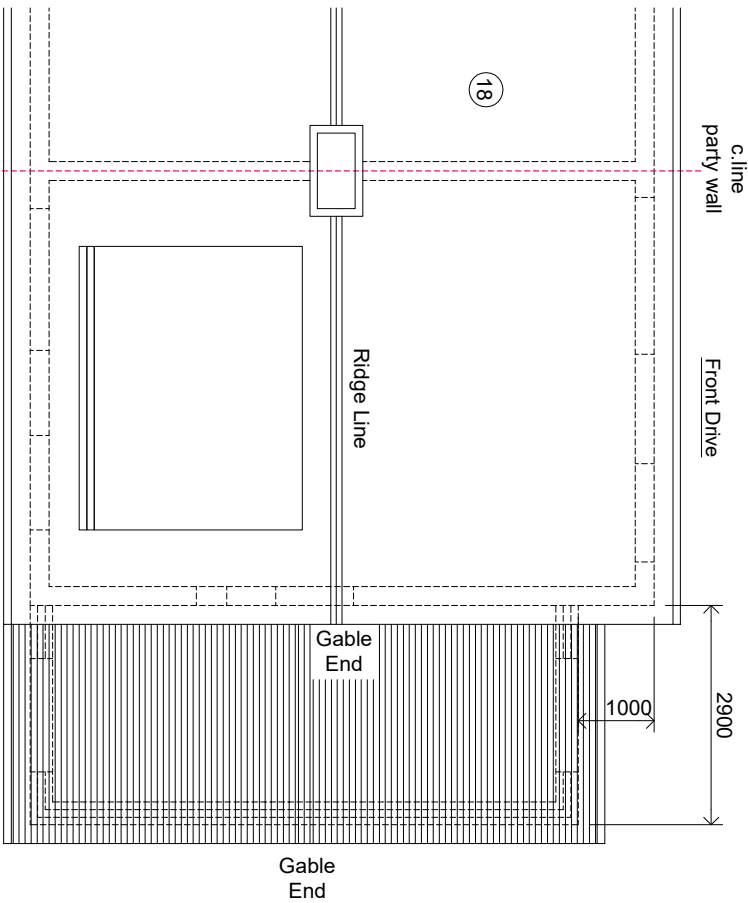 18
c.line
party wall
Front Drive
Ridge Line
Gable
End
1000
2900
Gable
End